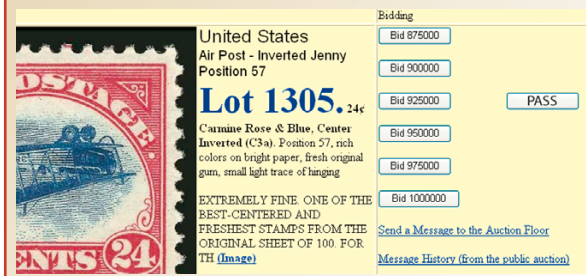 Bidding
United States
Air Post - Inverted Jenny
Position 57
Lot 1305. 24¢
Carmine Rose & Blue, Center
Inverted (C3a). Position 57, rich
colors on bright paper, fresh original
gum, small light trace of hinging
EXTREMELY FINE. ONE OF THE
BEST-CENTERED AND
FRESHEST STAMPS FROM THE
ORIGINAL SHEET OF 100. FOR
TH (Image)
Bid 875000
Bid 900000
Bid 925000
PASS
Bid 950000
Bid 975000
Bid 1000000
Send a Message to the Auction Floor
Message History (from the public auction)
POSTAGE
ENTS 24